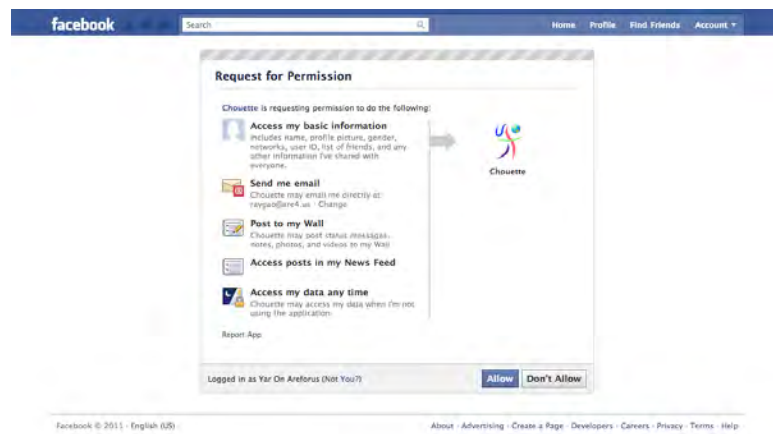 facebook
Search
Home Profile Find Friends Account
Request for Permission
Chouette is requesting permission to do the following:
Access my basic information
Includes name, profile picture, gender,
networks, user ID, list of friends, and any
other information I've shared with
everyone.
Send me email
Chouette may email me directly at
raygao@are4.us · Change
Post to my Wall
Chouette may post status messages,
notes, photos, and videos to my Wall
Access posts in my News Feed
Access my data any time
Chouette may access my data when I'm not
using the application
Chouette
Report App
Logged in as Yar On Areforus (Not You?)
Allow Don't Allow
Facebook © 2011 · English (US)
About · Advertising · Create a Page · Developers · Careers · Privacy · Terms · Help